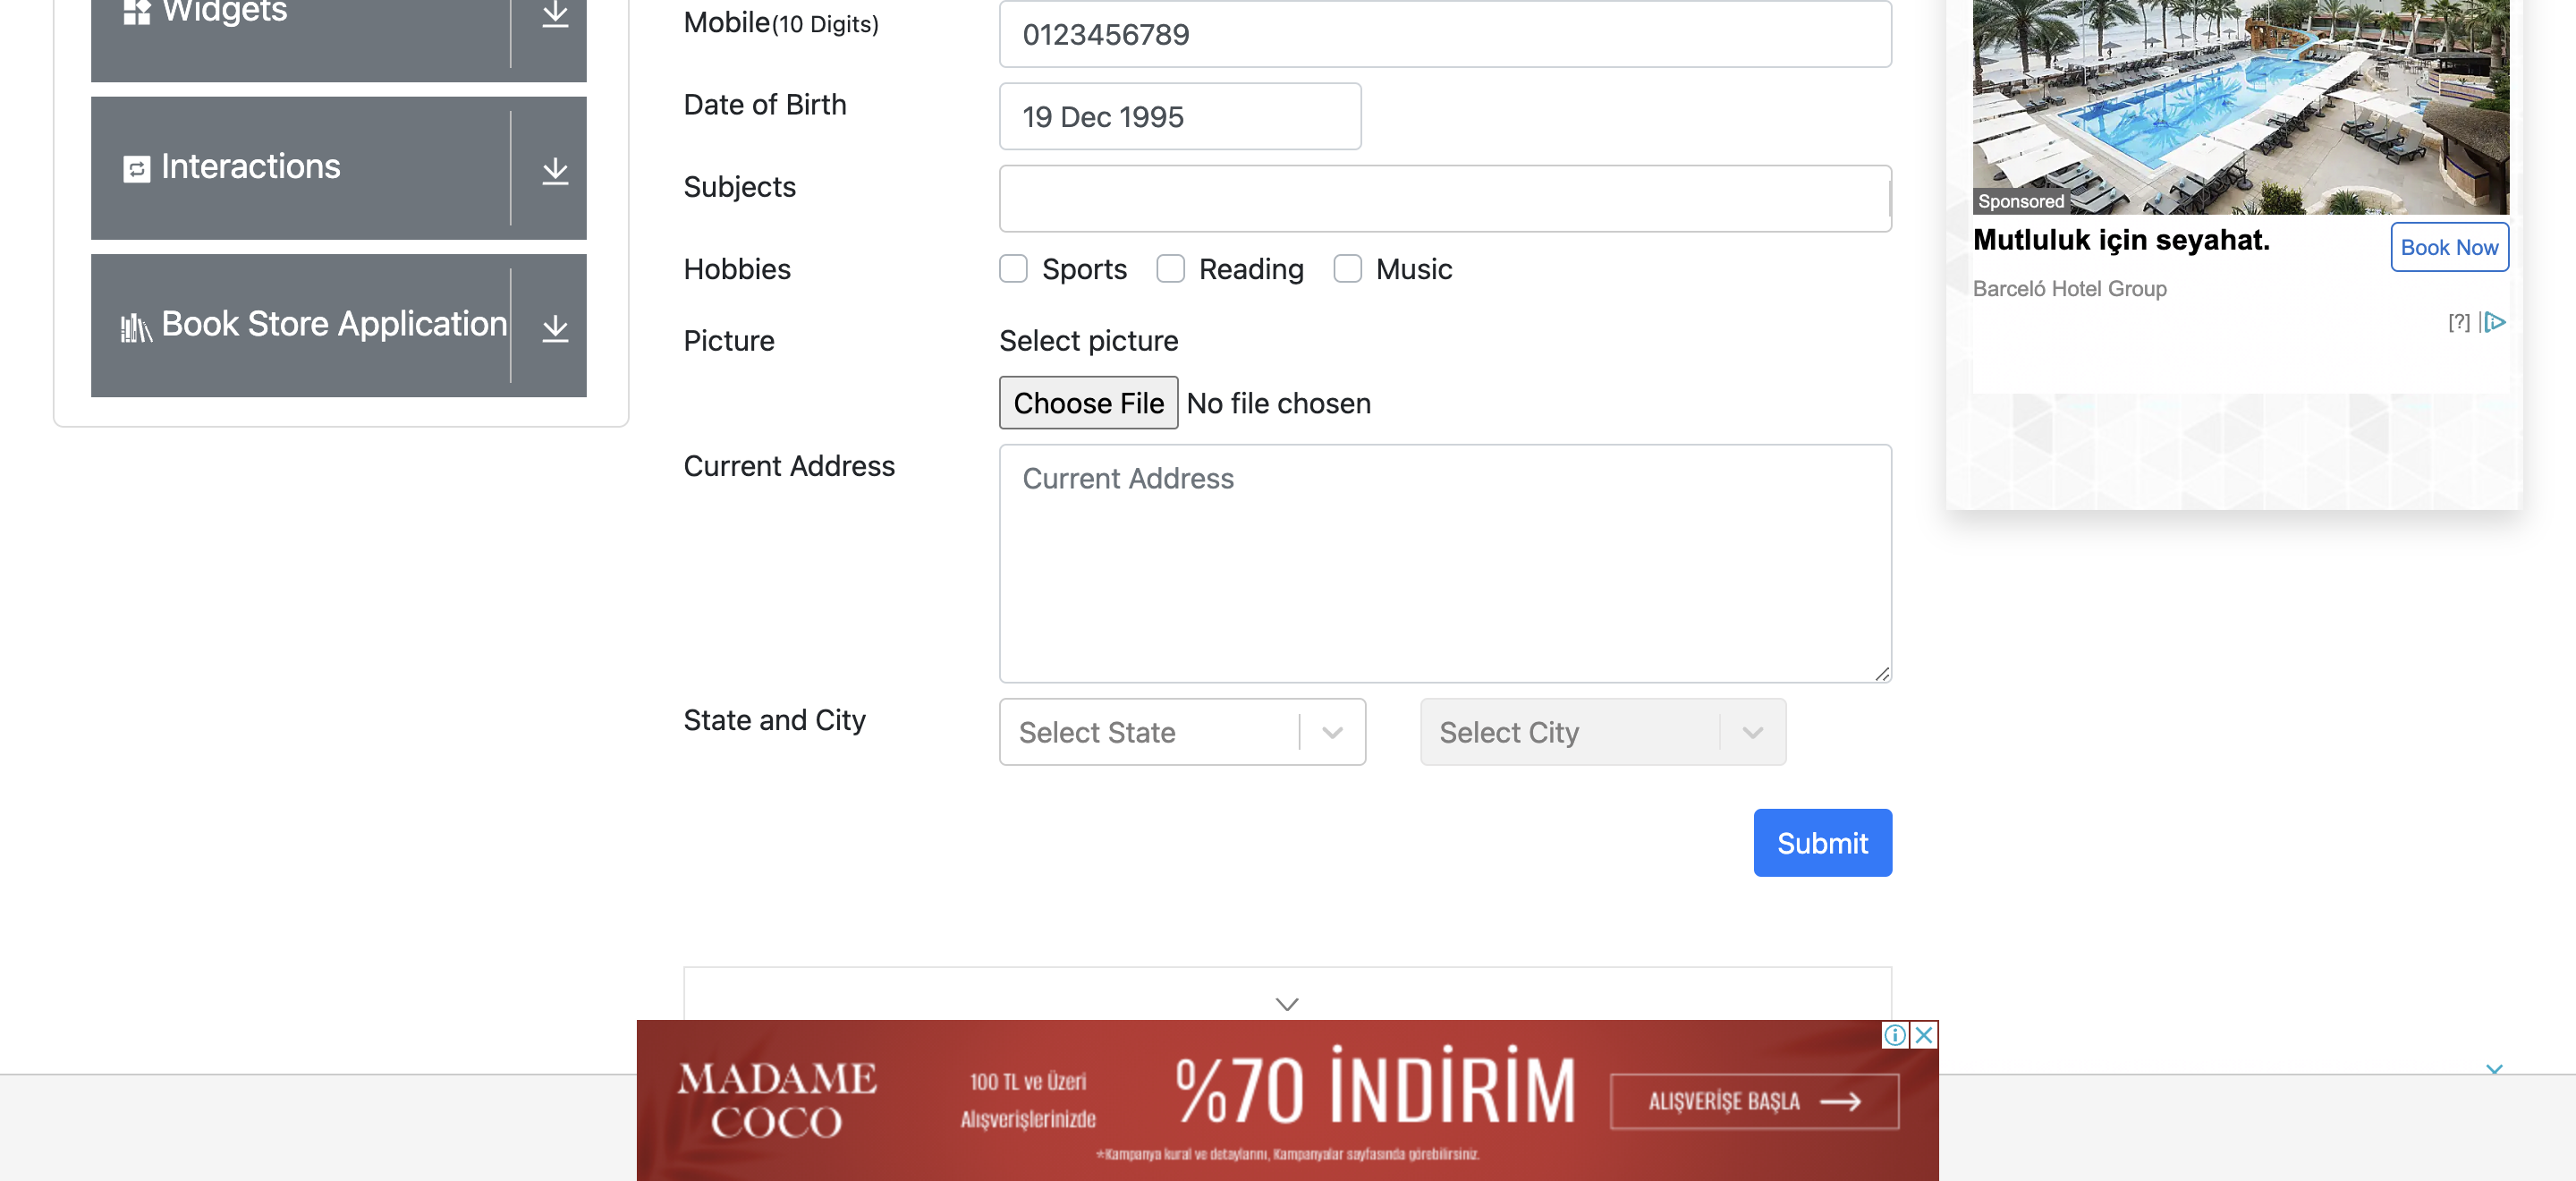 Widgets
Interactions
Book Store Application
Mobile(10 Digits)
0123456789
Date of Birth
19 Dec 1995
Subjects
Hobbies
Sports
Reading
Music
Picture
Select picture
Choose File No file chosen
Current Address
Current Address
State and City
Select State
Select City
Submit
Sponsored
Mutluluk için seyahat.
Book Now
Barceló Hotel Group
[?]
MADAME
COCO
100 TL ve Üzeri
Alışverişlerinizde
%70 İNDİRİM
ALIŞVERİŞE BAŞLA
*Kampanya kural ve detaylarını, Kampanyalar sayfasında görebilirsiniz.